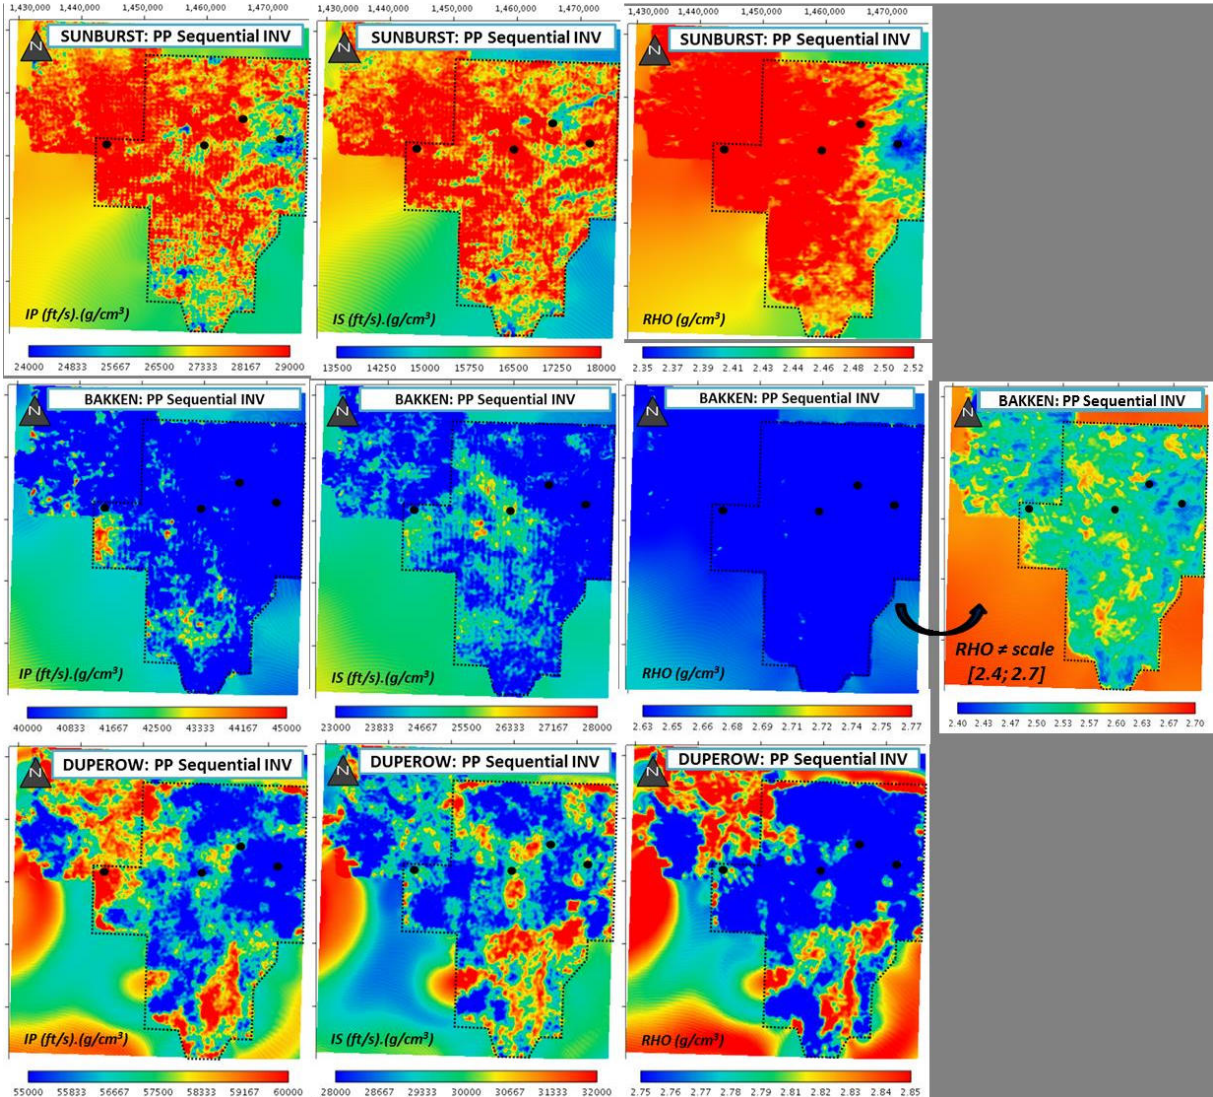 1,430,000 1,440,000 1,450,000 1,460,000 1,470,000
1,430,000 1,440,000 1,450,000 1,460,000 1,470,000
1,430,000 1,440,000 1,450,000 1,460,000 1,470,000
Z
SUNBURST: PP Sequential INV
Z
SUNBURST: PP Sequential INV
Z
SUNBURST: PP Sequential INV
IP (ft/s).(g/cm³)
IS (ft/s).(g/cm³)
RHO (g/cm³)
24000 24833 25667 26500 27333 28167 29000
13500 14250 15000 15750 16500 17250 18000
2.35 2.37 2.39 2.41 2.43 2.44 2.46 2.48 2.50 2.52
Z
BAKKEN: PP Sequential INV
Z
BAKKEN: PP Sequential INV
Z
BAKKEN: PP Sequential INV
Z
BAKKEN: PP Sequential INV
IP (ft/s).(g/cm³)
IS (ft/s).(g/cm³)
RHO (g/cm³)
RHO ≠ scale
[2.4; 2.7]
40000 40833 41667 42500 43333 44167 45000
23000 23833 24667 25500 26333 27167 28000
2.63 2.65 2.66 2.68 2.69 2.71 2.72 2.74 2.75 2.77
2.40 2.43 2.47 2.50 2.53 2.57 2.60 2.63 2.67 2.70
Z
DUPEROW: PP Sequential INV
Z
DUPEROW: PP Sequential INV
Z
DUPEROW: PP Sequential INV
IP (ft/s).(g/cm³)
IS (ft/s).(g/cm³)
RHO (g/cm³)
55000 55833 56667 57500 58333 59167 60000
28000 28667 29333 30000 30667 31333 32000
2.75 2.76 2.77 2.78 2.79 2.81 2.82 2.83 2.84 2.85